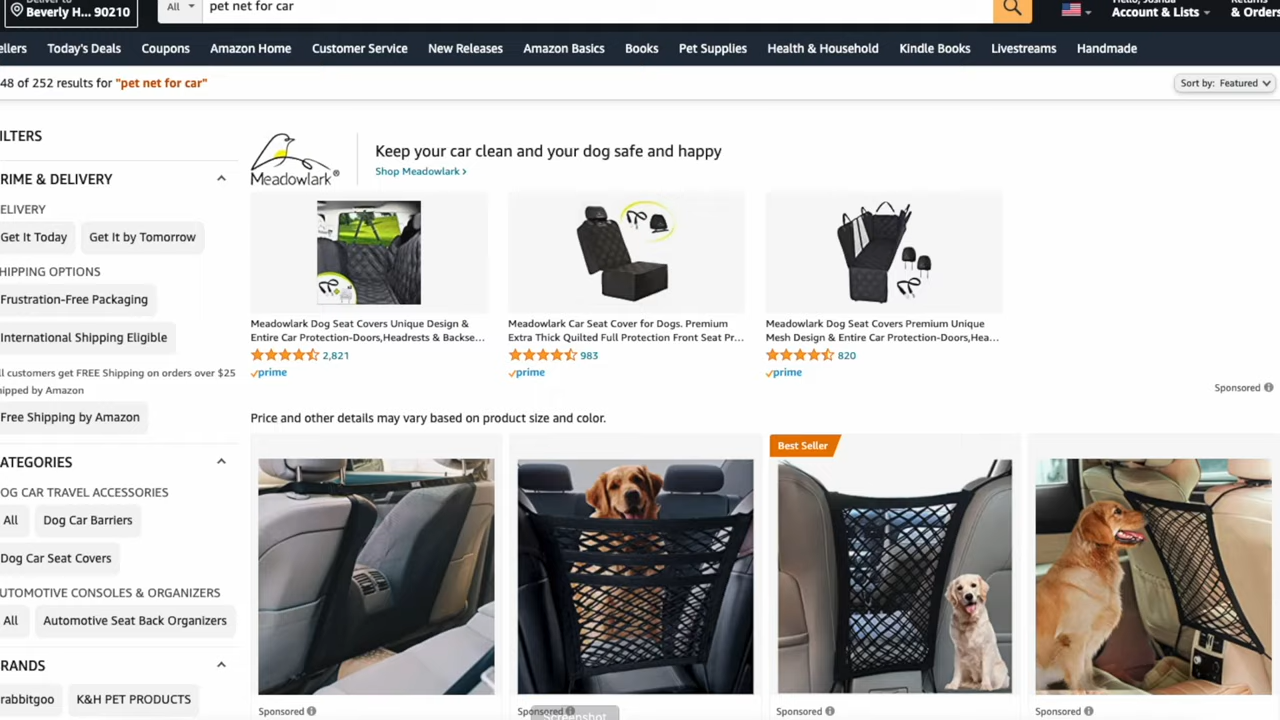 Beverly H... 90210
All
pet net for car
Account & Lists
& Orders
ellers
Today's Deals
Coupons
Amazon Home
Customer Service
New Releases
Amazon Basics
Books
Pet Supplies
Health & Household
Kindle Books
Livestreams
Handmade
48 of 252 results for "pet net for car"
Sort by: Featured
ILTERS
RIME & DELIVERY
ELIVERY
Get It Today
Get It by Tomorrow
HIPPING OPTIONS
Frustration-Free Packaging
International Shipping Eligible
ll customers get FREE Shipping on orders over $25
hipped by Amazon
Free Shipping by Amazon
ATEGORIES
OG CAR TRAVEL ACCESSORIES
All
Dog Car Barriers
Dog Car Seat Covers
UTOMOTIVE CONSOLES & ORGANIZERS
All
Automotive Seat Back Organizers
RANDS
rabbitgoo
K&H PET PRODUCTS
Meadowlark®
Keep your car clean and your dog safe and happy
Shop Meadowlark ›
Meadowlark Dog Seat Covers Unique Design &
Entire Car Protection-Doors,Headrests & Backse...
2,821
prime
Meadowlark Car Seat Cover for Dogs. Premium
Extra Thick Quilted Full Protection Front Seat Pr...
983
prime
Meadowlark Dog Seat Covers Premium Unique
Mesh Design & Entire Car Protection-Doors,Hea...
820
prime
Sponsored
Price and other details may vary based on product size and color.
Best Seller
Sponsored
Sponsored
Sponsored
Sponsored
Screenshot